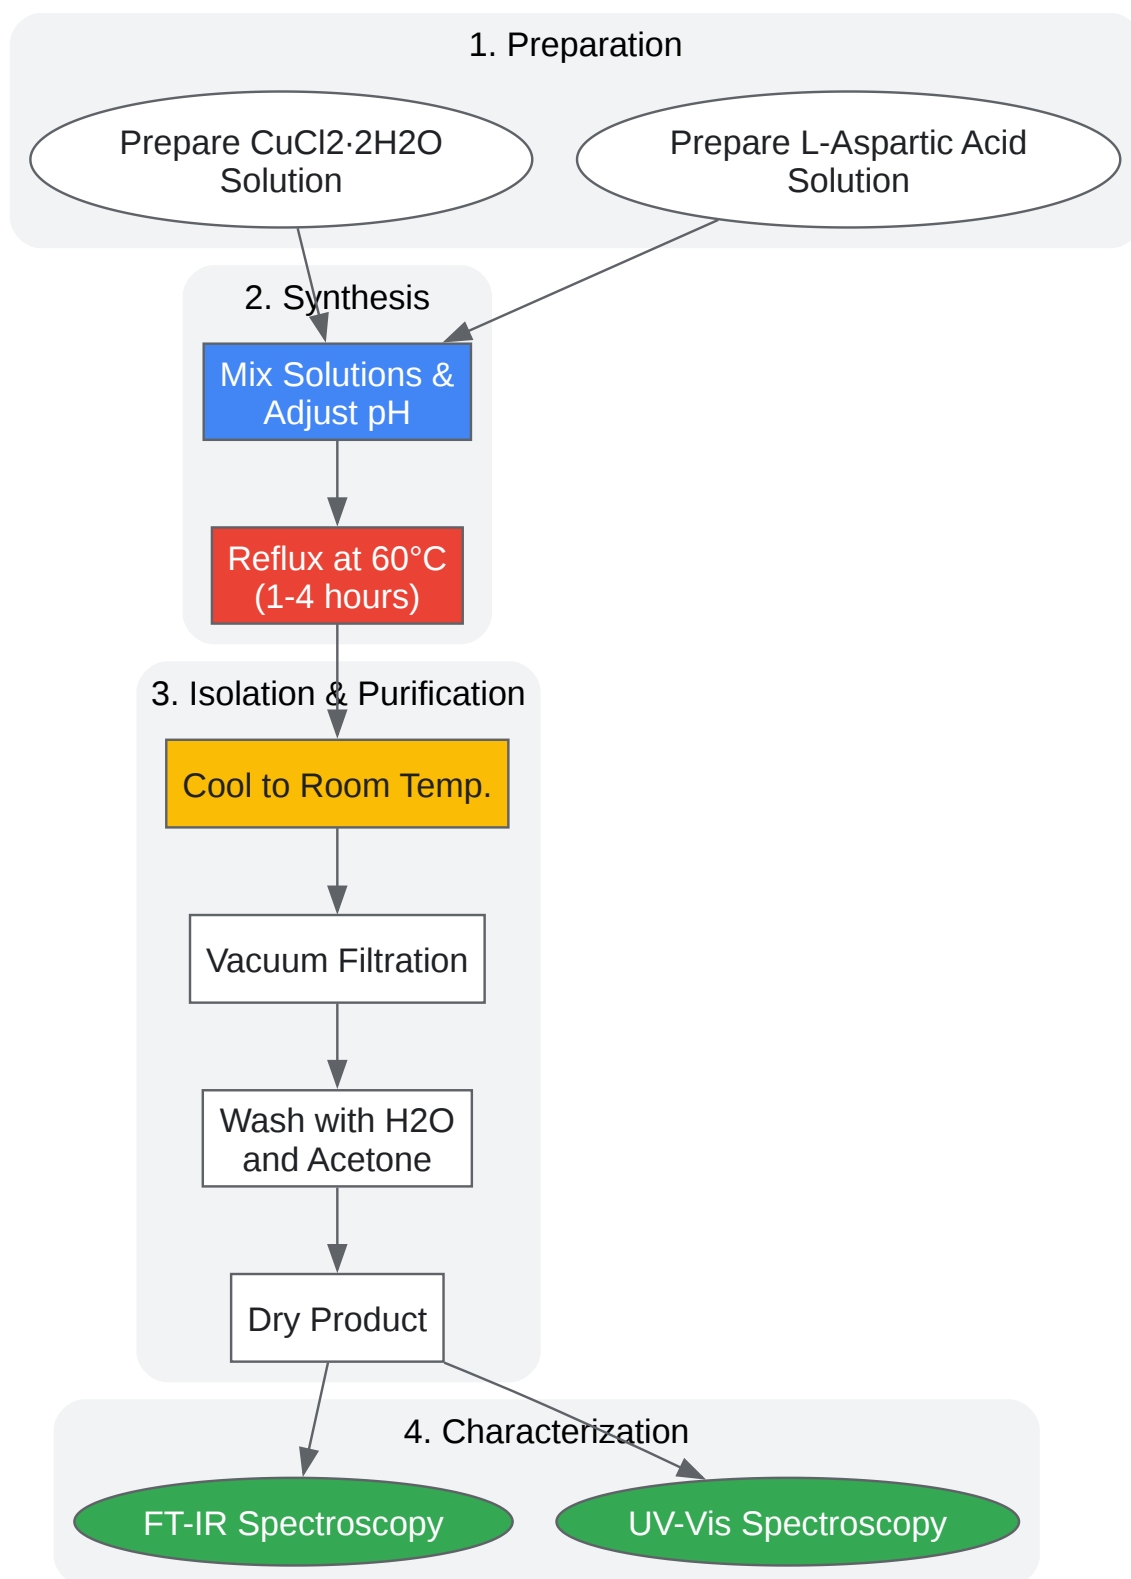 1. Preparation
Prepare CuCl2·2H2O
Solution
Prepare L-Aspartic Acid
Solution
2. Synthesis
Mix Solutions &
Adjust pH
Reflux at 60°C
(1-4 hours)
3. Isolation & Purification
Cool to Room Temp.
Vacuum Filtration
Wash with H2O
and Acetone
Dry Product
4. Characterization
FT-IR Spectroscopy
UV-Vis Spectroscopy